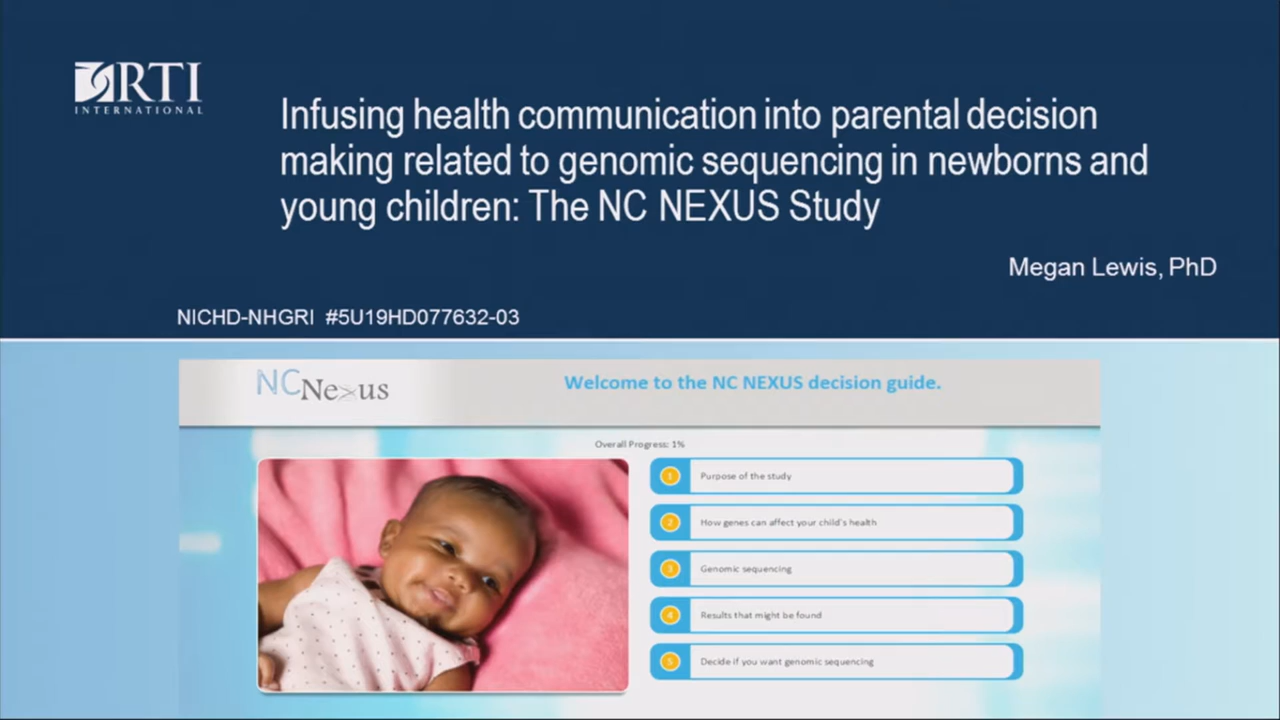 RTI
INTERNATIONAL
Infusing health communication into parental decision
making related to genomic sequencing in newborns and
young children: The NC NEXUS Study
Megan Lewis, PhD
NICHD-NHGRI #5U19HD077632-03
NC Nexus
Welcome to the NC NEXUS decision guide.
Overall Progress: 1%
1 Purpose of the study
2 How genes can affect your child's health
3 Genomic sequencing
4 Results that might be found
5 Decide if you want genomic sequencing